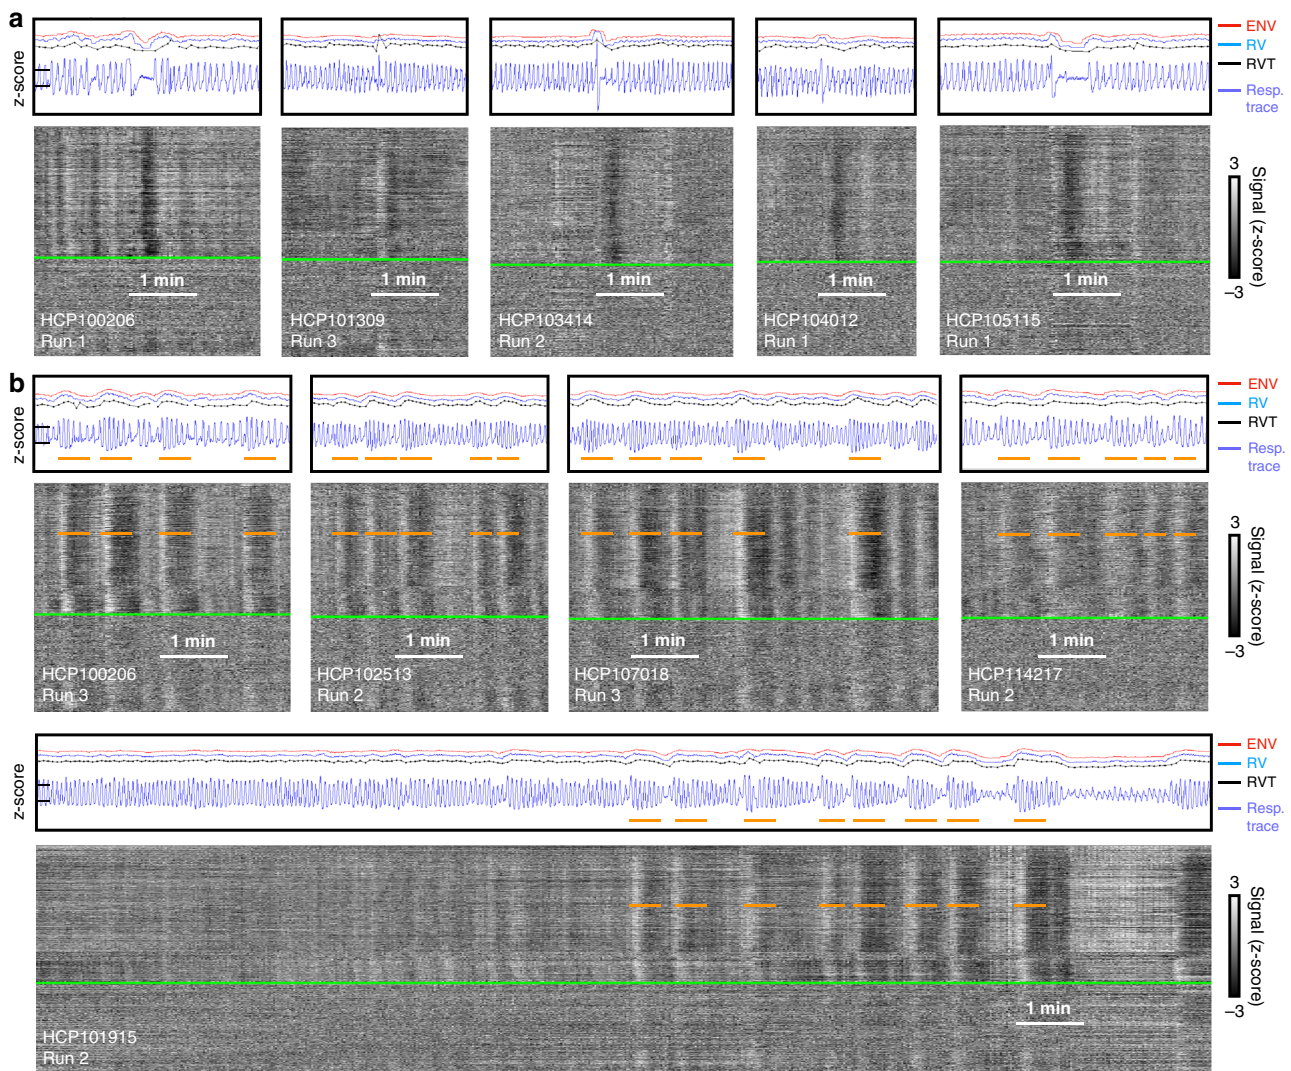 a
z-score
ENV
RV
RVT
Resp.
trace
1 min
HCP100206
Run 1
1 min
HCP101309
Run 3
1 min
HCP103414
Run 2
1 min
HCP104012
Run 1
1 min
HCP105115
Run 1
3
Signal (z-score)
–3
b
z-score
ENV
RV
RVT
Resp.
trace
1 min
HCP100206
Run 3
1 min
HCP102513
Run 2
1 min
HCP107018
Run 3
1 min
HCP114217
Run 2
3
Signal (z-score)
–3
z-score
ENV
RV
RVT
Resp.
trace
1 min
HCP101915
Run 2
3
Signal (z-score)
–3